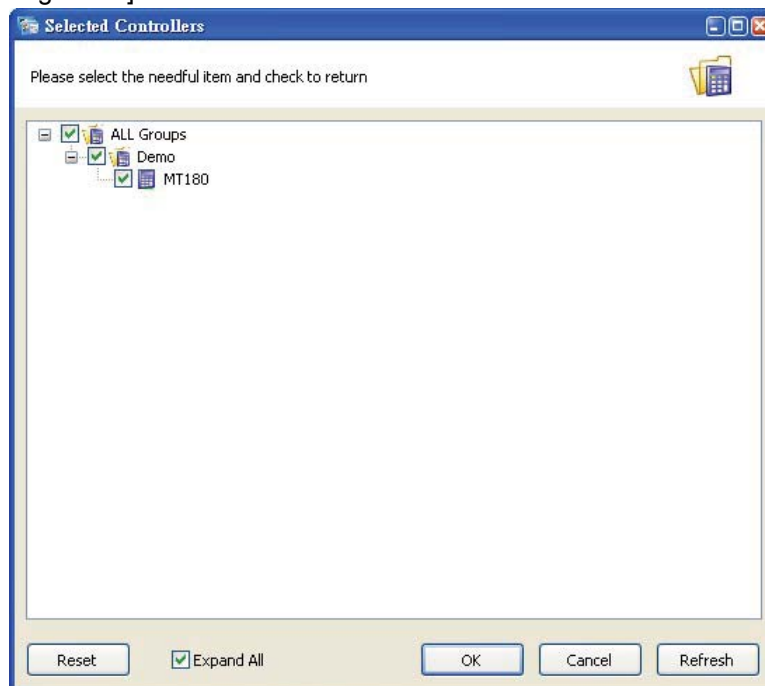 Selected Controllers
Please select the needful item and check to return
ALL Groups
Demo
MT180
Reset Expand All OK Cancel Refresh